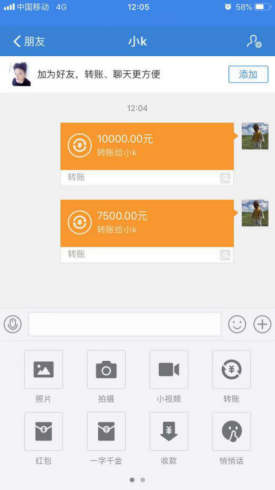 中国移动 4G 12:05 58%
朋友 小k
加为好友，转账、聊天更方便 添加
12:04
10000.00元
转账给小k
转账
7500.00元
转账给小k
转账
照片 拍摄 小视频 转账
红包 一字千金 收款 悄悄话